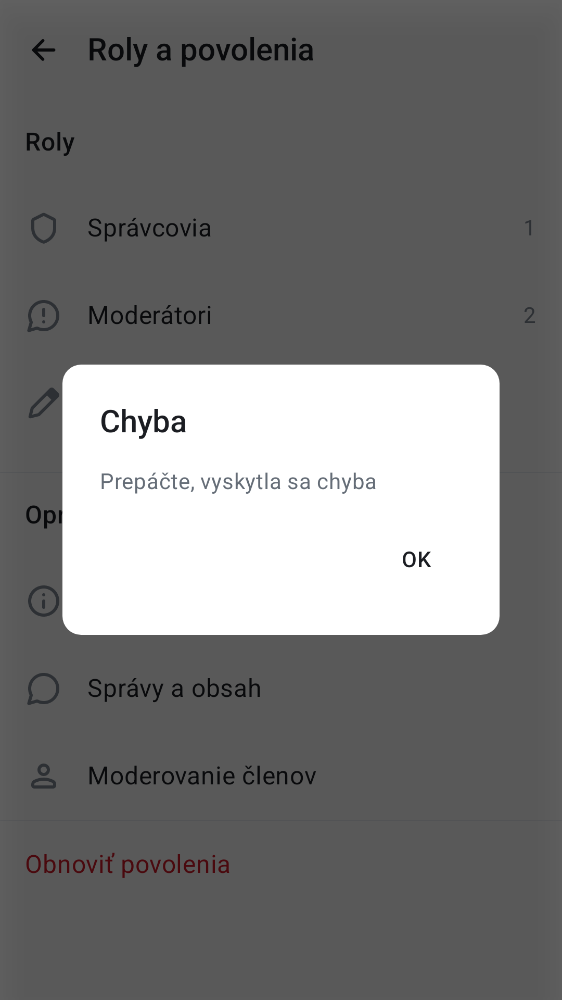 Roly a povolenia
Roly
Správcovia 1
Moderátori 2
Chyba
Prepáčte, vyskytla sa chyba
OK
Správy a obsah
Moderovanie členov
Obnoviť povolenia